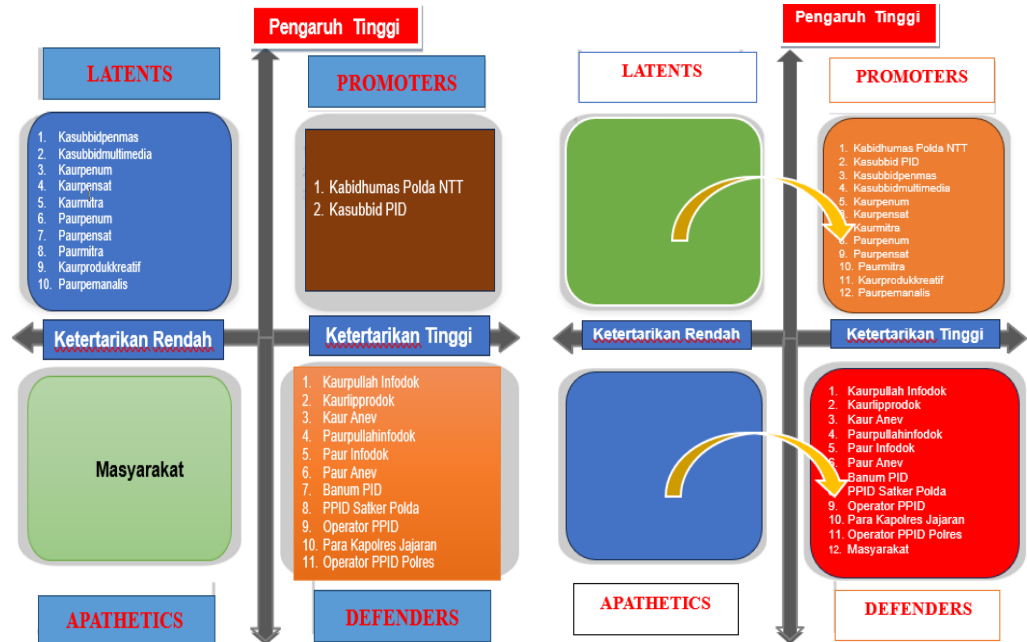 Pengaruh Tinggi
LATENTS
PROMOTERS
1. Kasubbidpenmas
2. Kasubbidmultimedia
3. Kaurpenum
4. Kaurpensat
5. Kaurmitra
6. Paurpenum
7. Paurpensat
8. Paurmitra
9. Kaurprodukkreatif
10. Paurpemanalis
1. Kabidhumas Polda NTT
2. Kasubbid PID
Ketertarikan Rendah
Ketertarikan Tinggi
Masyarakat
1. Kaurpullah Infodok
2. Kaurlipprodok
3. Kaur Anev
4. Paurpullahinfodok
5. Paur Infodok
6. Paur Anev
7. Banum PID
8. PPID Satker Polda
9. Operator PPID
10. Para Kapolres Jajaran
11. Operator PPID Polres
APATHETICS
DEFENDERS
Pengaruh Tinggi
LATENTS
PROMOTERS
1. Kabidhumas Polda NTT
2. Kasubbid PID
3. Kasubbidpenmas
4. Kasubbidmultimedia
5. Kaurpenum
Kaurpensat
Kaurmitra
Paurpenum
9. Paurpensat
10. Paurmitra
11. Kaurprodukkreatif
12. Paurpemanalis
Ketertarikan Rendah
Ketertarikan Tinggi
1. Kaurpullah Infodok
2. Kaurlipprodok
3. Kaur Anev
4. Paurpullahinfodok
5. Paur Infodok
Paur Anev
Banum PID
PPID Satker Polda
9. Operator PPID
10. Para Kapolres Jajaran
11. Operator PPID Polres
12. Masyarakat
APATHETICS
DEFENDERS